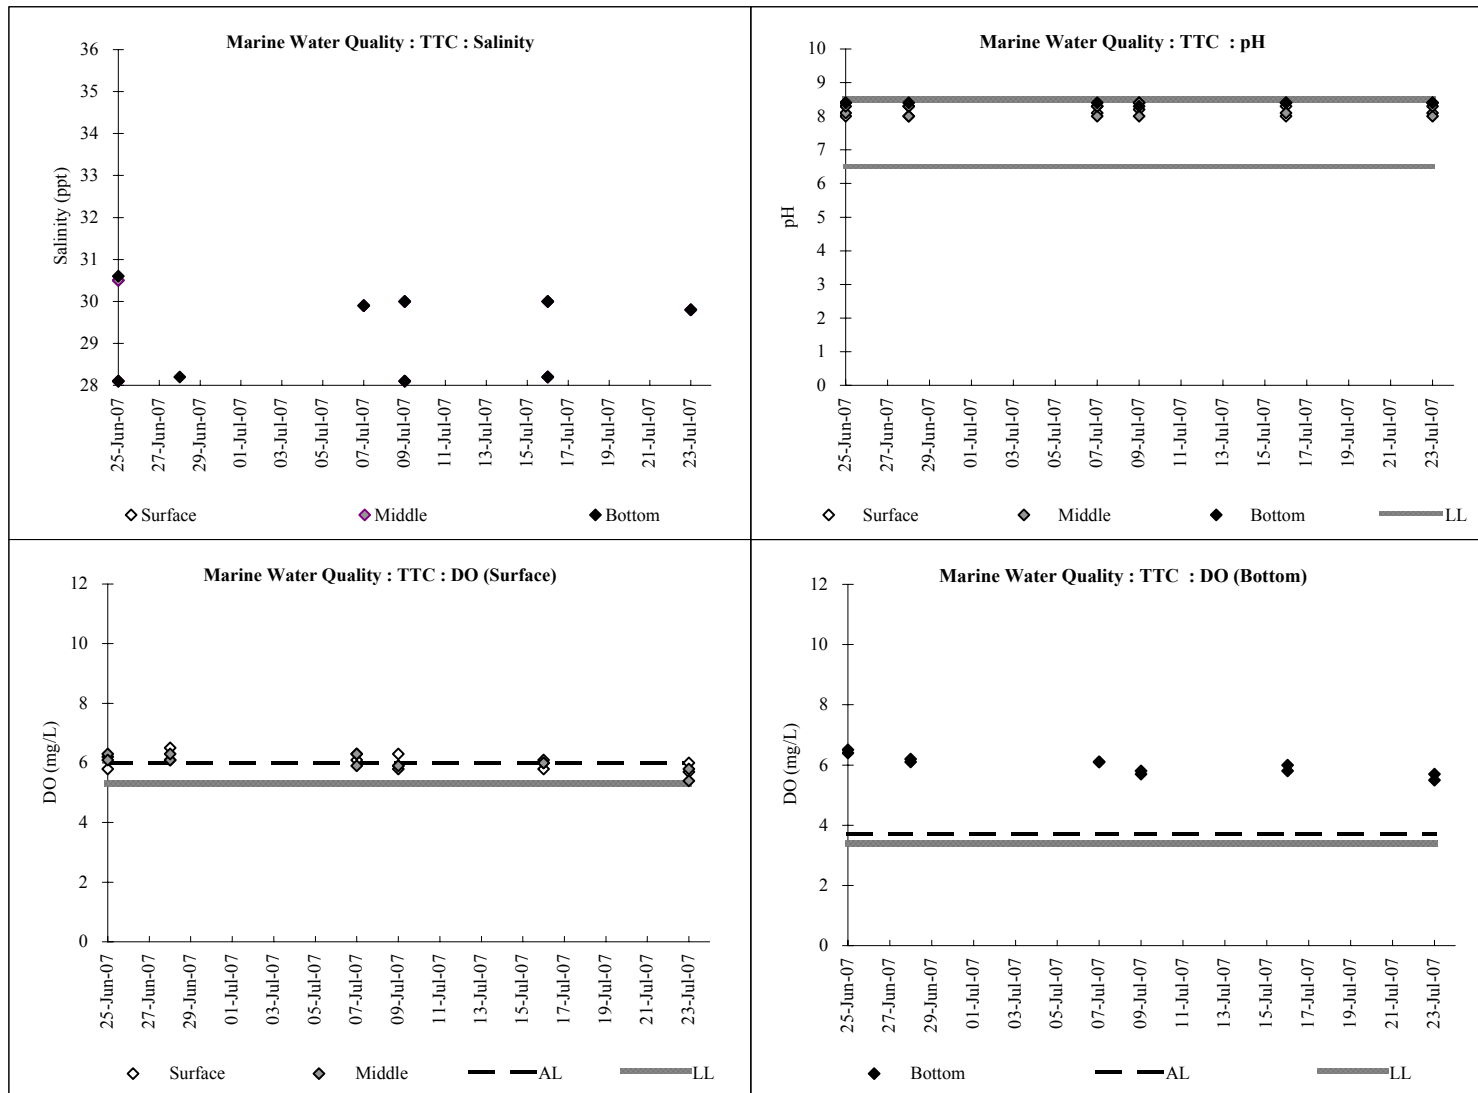 Marine Water Quality : TTC : Salinity
36
35
34
33
32
31
30
29
28
Salinity (ppt)
25-Jun-07
27-Jun-07
29-Jun-07
01-Jul-07
03-Jul-07
05-Jul-07
07-Jul-07
09-Jul-07
11-Jul-07
13-Jul-07
15-Jul-07
17-Jul-07
19-Jul-07
21-Jul-07
23-Jul-07
Surface Middle Bottom
Marine Water Quality : TTC : pH
10
9
8
7
6
5
4
3
2
1
0
pH
25-Jun-07
27-Jun-07
29-Jun-07
01-Jul-07
03-Jul-07
05-Jul-07
07-Jul-07
09-Jul-07
11-Jul-07
13-Jul-07
15-Jul-07
17-Jul-07
19-Jul-07
21-Jul-07
23-Jul-07
Surface Middle Bottom LL
Marine Water Quality : TTC : DO (Surface)
12
10
8
6
4
2
0
DO (mg/L)
25-Jun-07
27-Jun-07
29-Jun-07
01-Jul-07
03-Jul-07
05-Jul-07
07-Jul-07
09-Jul-07
11-Jul-07
13-Jul-07
15-Jul-07
17-Jul-07
19-Jul-07
21-Jul-07
23-Jul-07
Surface Middle AL LL
Marine Water Quality : TTC : DO (Bottom)
12
10
8
6
4
2
0
DO (mg/L)
25-Jun-07
27-Jun-07
29-Jun-07
01-Jul-07
03-Jul-07
05-Jul-07
07-Jul-07
09-Jul-07
11-Jul-07
13-Jul-07
15-Jul-07
17-Jul-07
19-Jul-07
21-Jul-07
23-Jul-07
Bottom AL LL